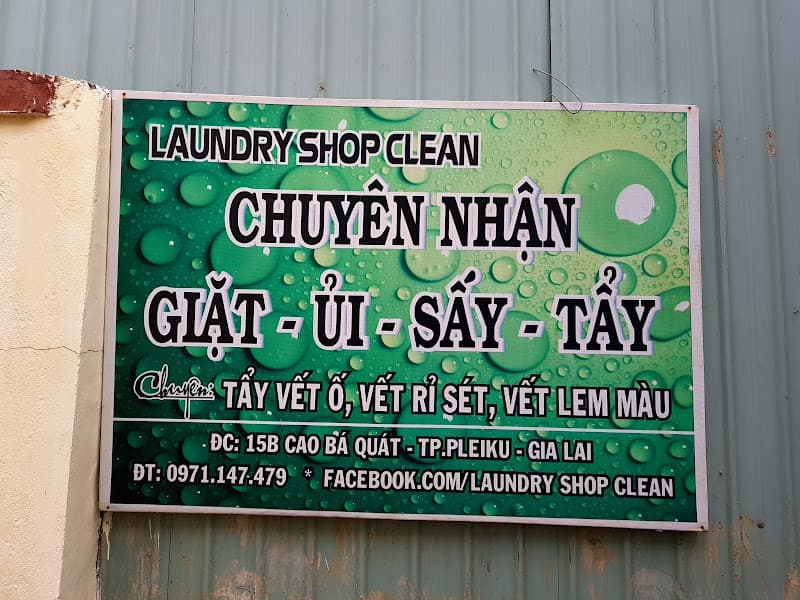 LAUNDRY SHOP CLEAN
CHUYÊN NHẬN
GIẶT - ỦI - SẤY - TẨY
Chuyên: TẨY VẾT Ố, VẾT RỈ SÉT, VẾT LEM MÀU
ĐC: 15B CAO BÁ QUÁT - TP.PLEIKU - GIA LAI
ĐT: 0971.147.479 * FACEBOOK.COM/LAUNDRY SHOP CLEAN